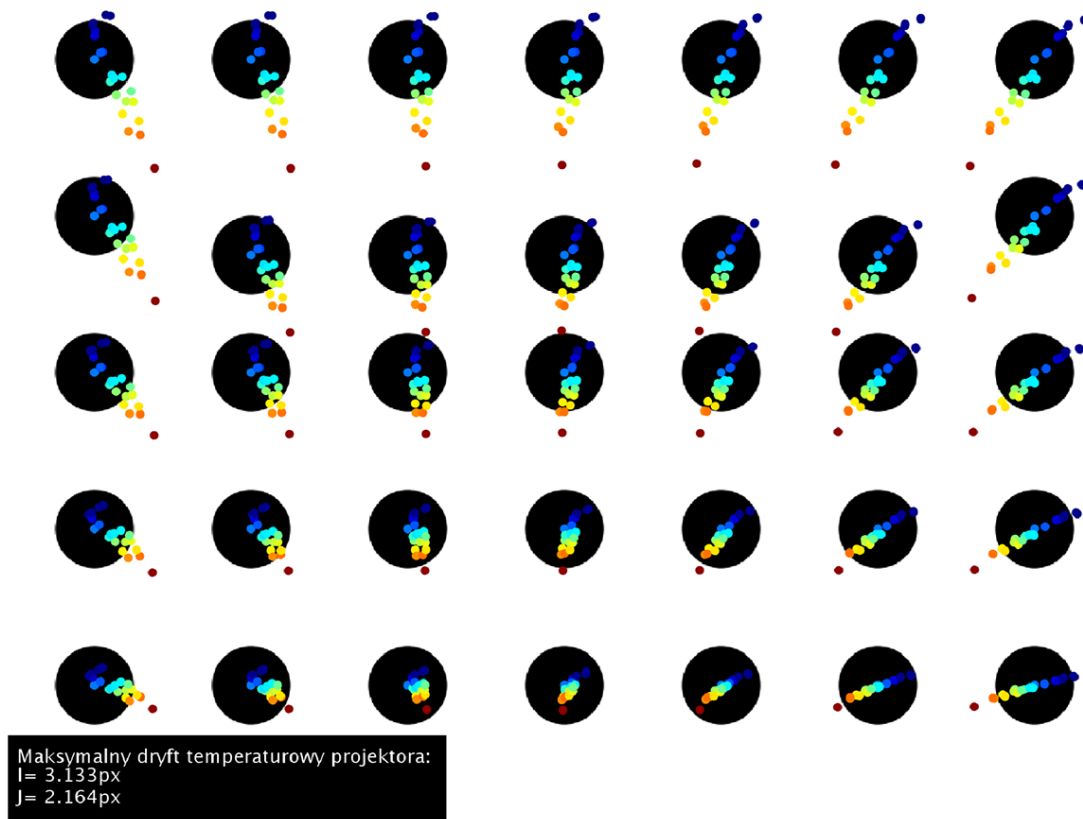 Maksymalny dryft temperaturowy projektora:
I= 3.133px
J= 2.164px